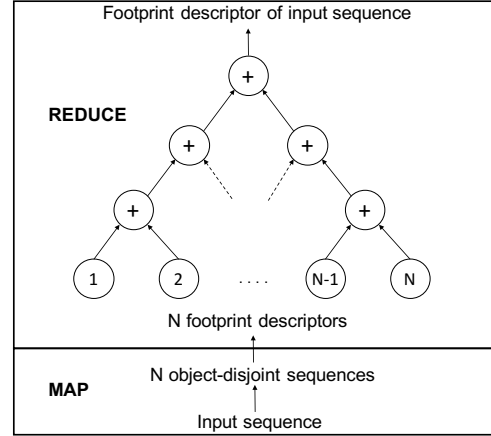 Footprint descriptor of input sequence
+
REDUCE
+ +
+ +
1 2 .... N-1 N
N footprint descriptors
N object-disjoint sequences
MAP
Input sequence